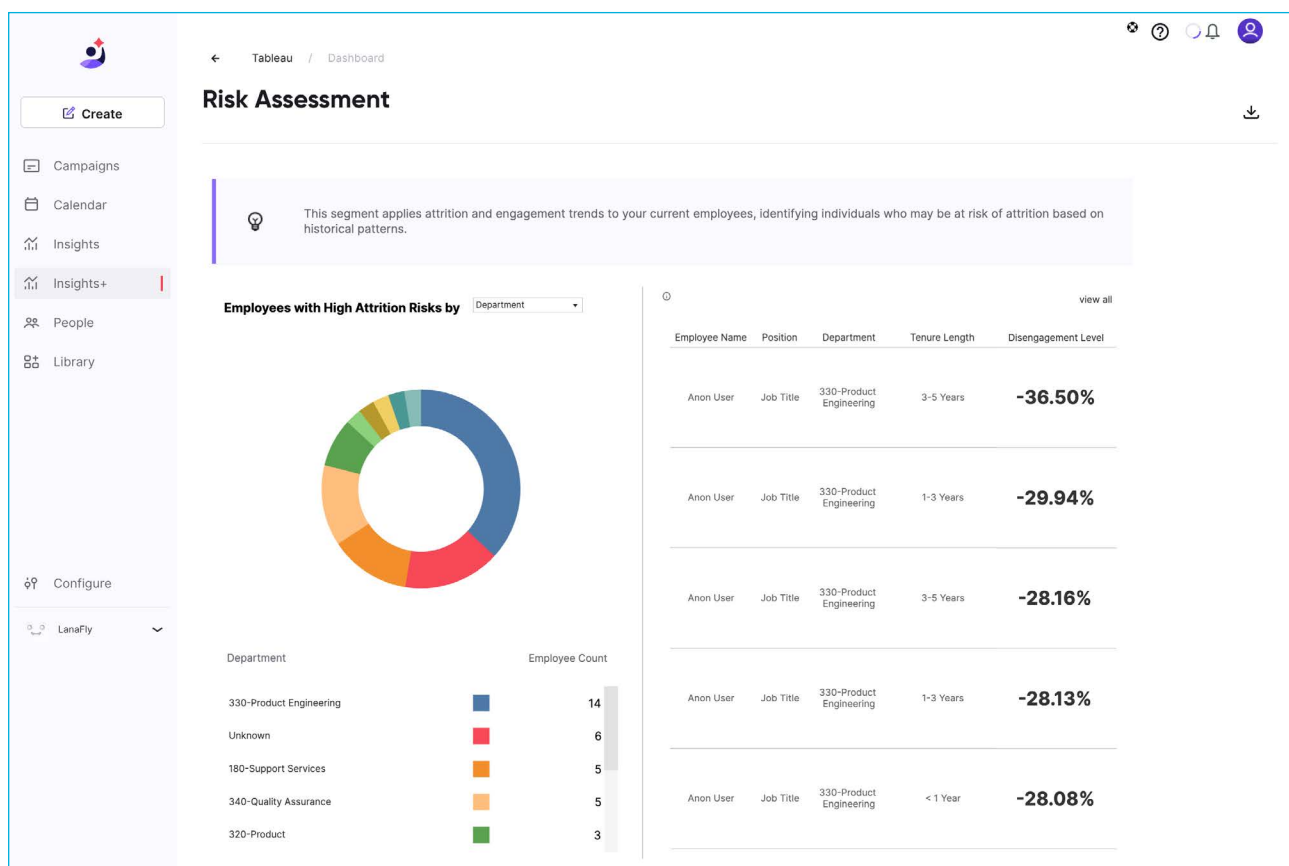 Tableau / Dashboard
Risk Assessment
Create
Campaigns
Calendar
Insights
Insights+
People
Library
Configure
LanaFly
This segment applies attrition and engagement trends to your current employees, identifying individuals who may be at risk of attrition based on
historical patterns.
Employees with High Attrition Risks by Department
Department Employee Count
330-Product Engineering 14
Unknown 6
180-Support Services 5
340-Quality Assurance 5
320-Product 3
view all
Employee Name Position Department Tenure Length Disengagement Level
Anon User Job Title 330-Product
Engineering 3-5 Years -36.50%
Anon User Job Title 330-Product
Engineering 1-3 Years -29.94%
Anon User Job Title 330-Product
Engineering 3-5 Years -28.16%
Anon User Job Title 330-Product
Engineering 1-3 Years -28.13%
Anon User Job Title 330-Product
Engineering < 1 Year -28.08%